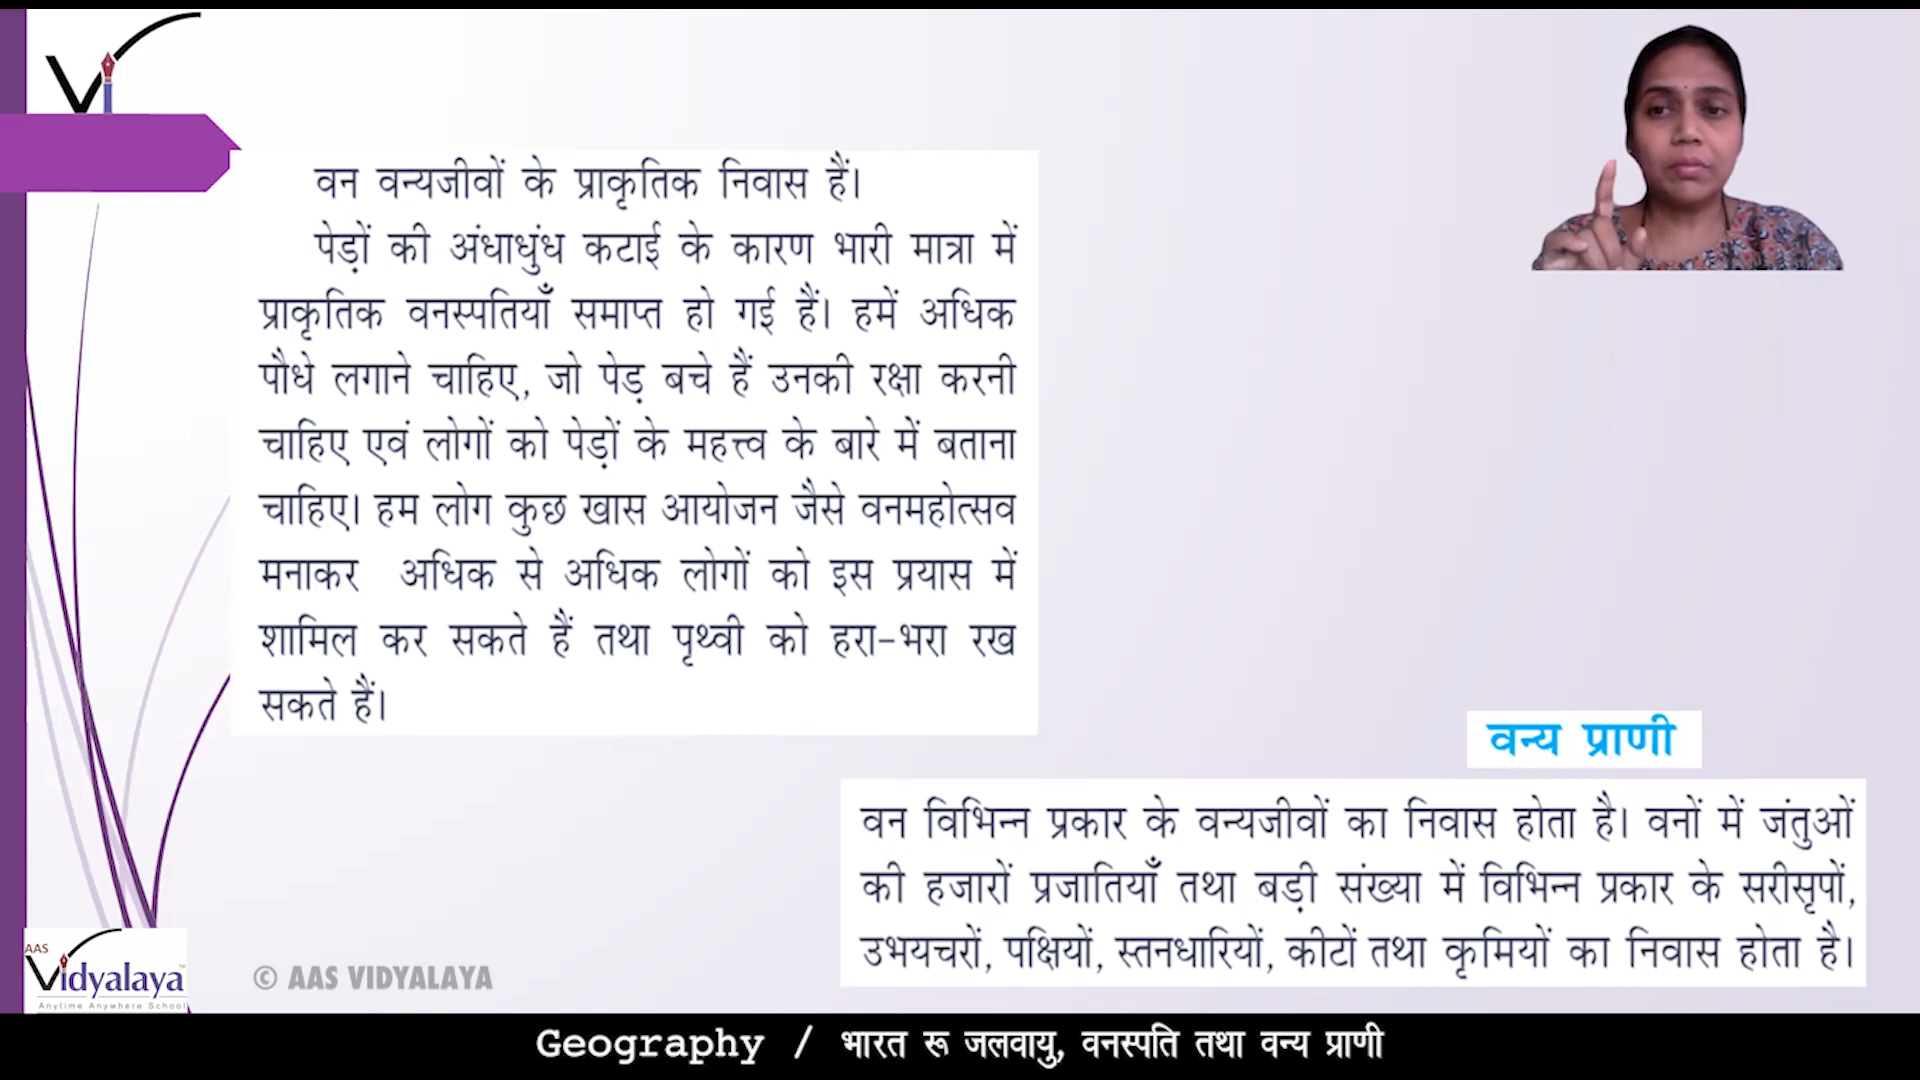 वन वन्यजीवों के प्राकृतिक निवास हैं।
पेड़ों की अंधाधुंध कटाई के कारण भारी मात्रा में
प्राकृतिक वनस्पतियाँ समाप्त हो गई हैं। हमें अधिक
पौधे लगाने चाहिए, जो पेड़ बचे हैं उनकी रक्षा करनी
चाहिए एवं लोगों को पेड़ों के महत्त्व के बारे में बताना
चाहिए। हम लोग कुछ खास आयोजन जैसे वनमहोत्सव
मनाकर अधिक से अधिक लोगों को इस प्रयास में
शामिल कर सकते हैं तथा पृथ्वी को हरा-भरा रख
सकते हैं।
वन्य प्राणी
वन विभिन्न प्रकार के वन्यजीवों का निवास होता है। वनों में जंतुओं
की हजारों प्रजातियाँ तथा बड़ी संख्या में विभिन्न प्रकार के सरीसृपों,
उभयचरों, पक्षियों, स्तनधारियों, कीटों तथा कृमियों का निवास होता है।
AAS
Vidyalaya
Anytime Anywhere School
© AAS VIDYALAYA
Geography / भारत रू जलवायु, वनस्पति तथा वन्य प्राणी